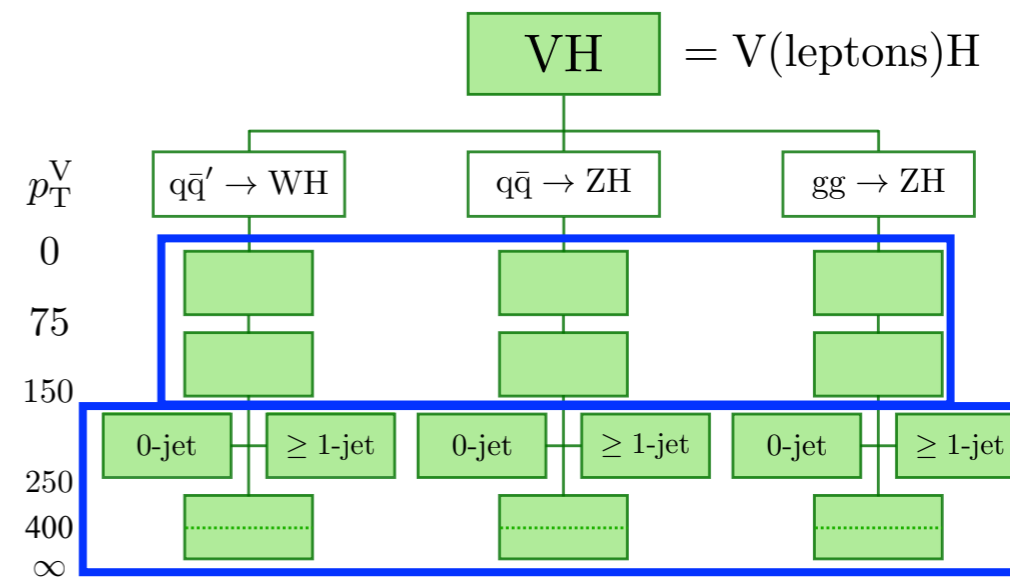 VH = V(leptons)H
p_T^V
qq̄′ → WH qq̄ → ZH gg → ZH
0
75
150
0-jet ≥ 1-jet 0-jet ≥ 1-jet 0-jet ≥ 1-jet
250
400
∞